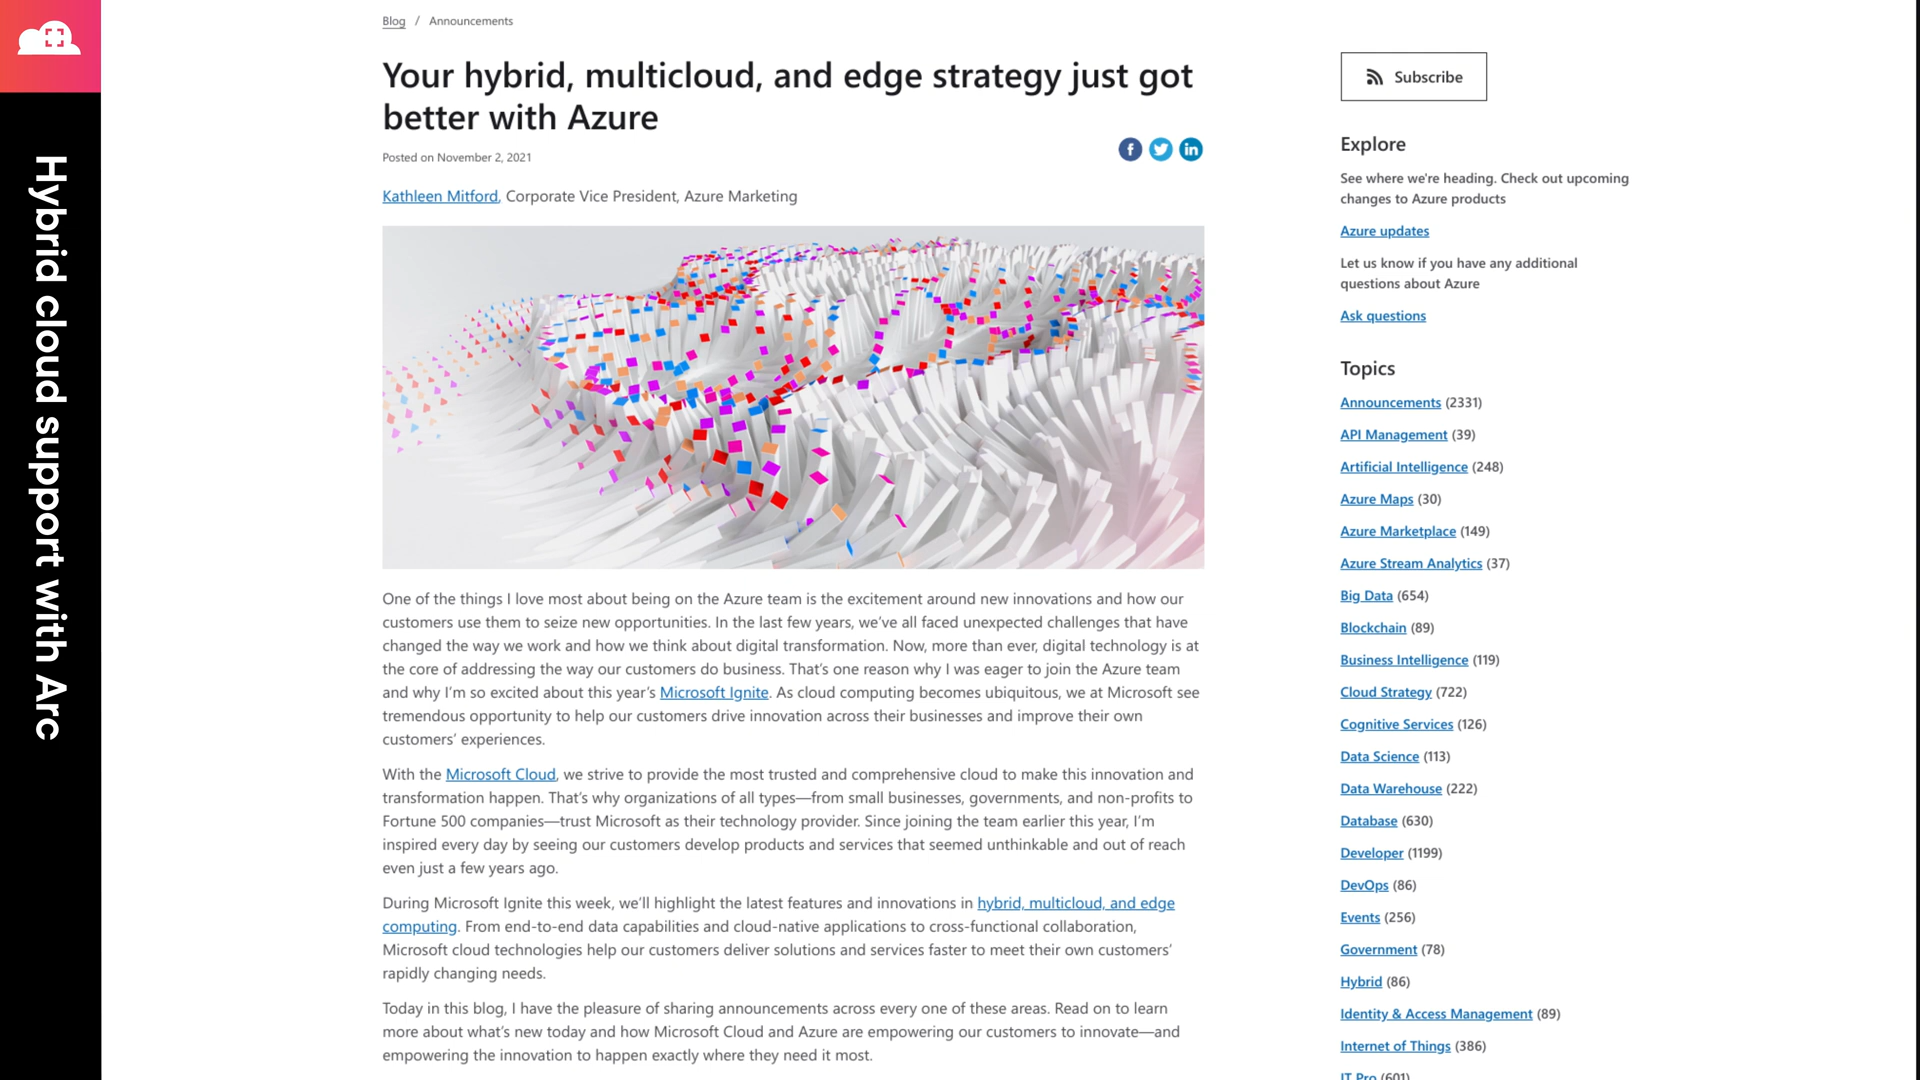 Hybrid cloud support with Arc
Blog / Announcements
Your hybrid, multicloud, and edge strategy just got
better with Azure
Posted on November 2, 2021
Kathleen Mitford, Corporate Vice President, Azure Marketing
One of the things I love most about being on the Azure team is the excitement around new innovations and how our
customers use them to seize new opportunities. In the last few years, we've all faced unexpected challenges that have
changed the way we work and how we think about digital transformation. Now, more than ever, digital technology is at
the core of addressing the way our customers do business. That's one reason why I was eager to join the Azure team
and why I'm so excited about this year's Microsoft Ignite. As cloud computing becomes ubiquitous, we at Microsoft see
tremendous opportunity to help our customers drive innovation across their businesses and improve their own
customers' experiences.
With the Microsoft Cloud, we strive to provide the most trusted and comprehensive cloud to make this innovation and
transformation happen. That's why organizations of all types—from small businesses, governments, and non-profits to
Fortune 500 companies—trust Microsoft as their technology provider. Since joining the team earlier this year, I'm
inspired every day by seeing our customers develop products and services that seemed unthinkable and out of reach
even just a few years ago.
During Microsoft Ignite this week, we'll highlight the latest features and innovations in hybrid, multicloud, and edge
computing. From end-to-end data capabilities and cloud-native applications to cross-functional collaboration,
Microsoft cloud technologies help our customers deliver solutions and services faster to meet their own customers'
rapidly changing needs.
Today in this blog, I have the pleasure of sharing announcements across every one of these areas. Read on to learn
more about what's new today and how Microsoft Cloud and Azure are empowering our customers to innovate—and
empowering the innovation to happen exactly where they need it most.
Subscribe
Explore
See where we're heading. Check out upcoming
changes to Azure products
Azure updates
Let us know if you have any additional
questions about Azure
Ask questions
Topics
Announcements (2331)
API Management (39)
Artificial Intelligence (248)
Azure Maps (30)
Azure Marketplace (149)
Azure Stream Analytics (37)
Big Data (654)
Blockchain (89)
Business Intelligence (119)
Cloud Strategy (722)
Cognitive Services (126)
Data Science (113)
Data Warehouse (222)
Database (630)
Developer (1199)
DevOps (86)
Events (256)
Government (78)
Hybrid (86)
Identity & Access Management (89)
Internet of Things (386)
IT Pro (601)